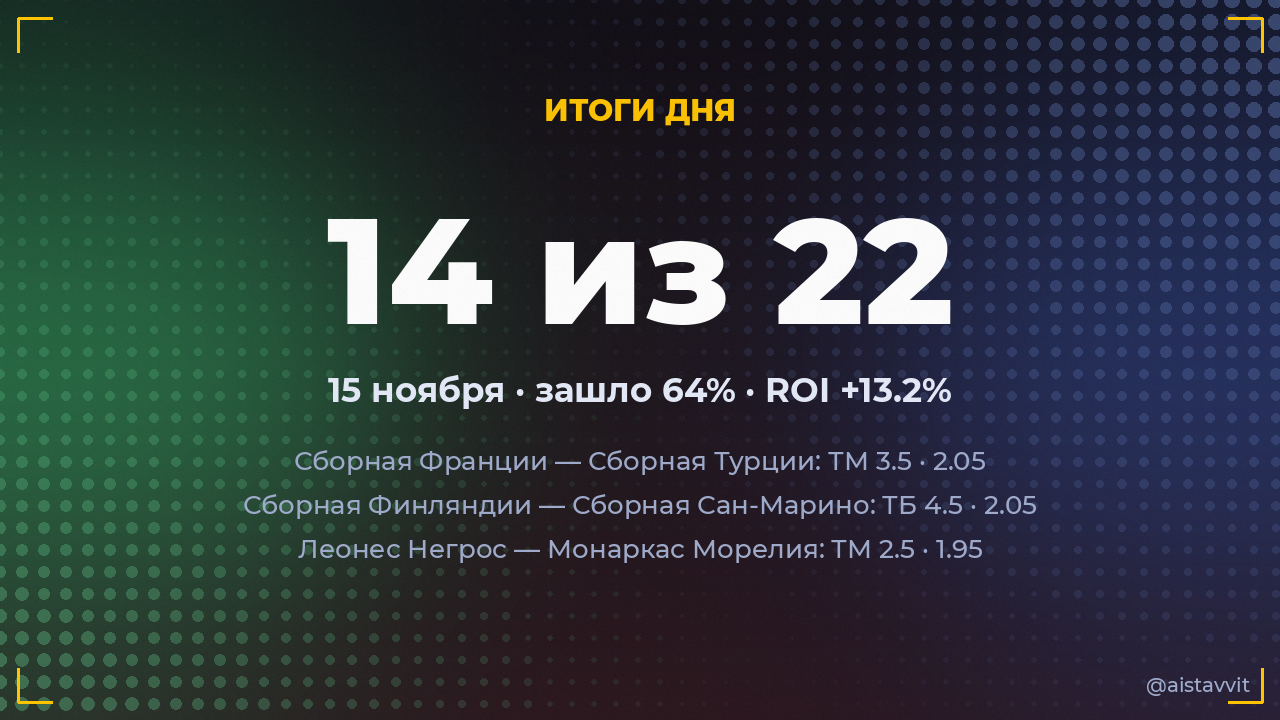 ИТОГИ ДНЯ
14 из 22
15 ноября · зашло 64% · ROI +13.2%
Сборная Франции — Сборная Турции: ТМ 3.5 · 2.05
Сборная Финляндии — Сборная Сан-Марино: ТБ 4.5 · 2.05
Леонес Негрос — Монаркас Морелия: ТМ 2.5 · 1.95
@aistavvit